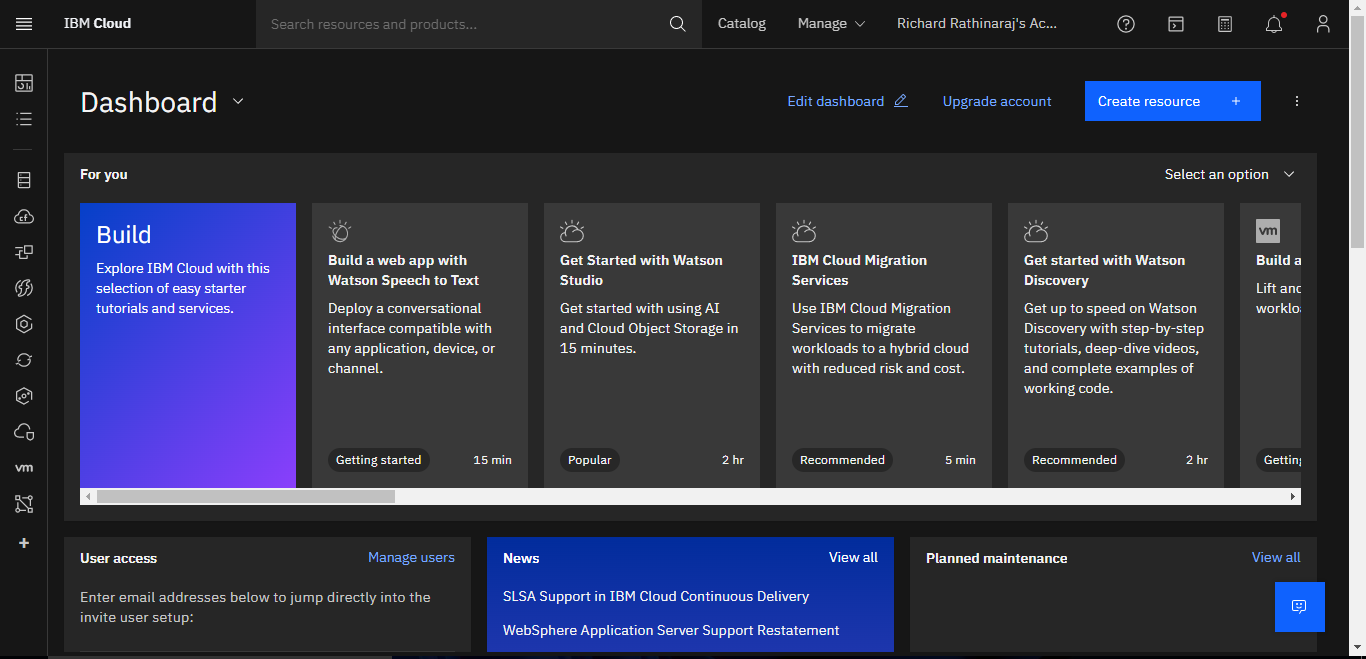 IBM Cloud
Search resources and products...
Catalog
Manage
Richard Rathinaraj's Ac...
Dashboard
Edit dashboard
Upgrade account
Create resource +
For you
Select an option
Build
Explore IBM Cloud with this
selection of easy starter
tutorials and services.
Build a web app with
Watson Speech to Text
Deploy a conversational
interface compatible with
any application, device, or
channel.
Getting started
15 min
Get Started with Watson
Studio
Get started with using AI
and Cloud Object Storage in
15 minutes.
Popular
2 hr
IBM Cloud Migration
Services
Use IBM Cloud Migration
Services to migrate
workloads to a hybrid cloud
with reduced risk and cost.
Recommended
5 min
Get started with Watson
Discovery
Get up to speed on Watson
Discovery with step-by-step
tutorials, deep-dive videos,
and complete examples of
working code.
Recommended
2 hr
vm
Build a
Lift and
vm
User access
Manage users
Enter email addresses below to jump directly into the
invite user setup:
News
View all
SLSA Support in IBM Cloud Continuous Delivery
WebSphere Application Server Support Restatement
Planned maintenance
View all